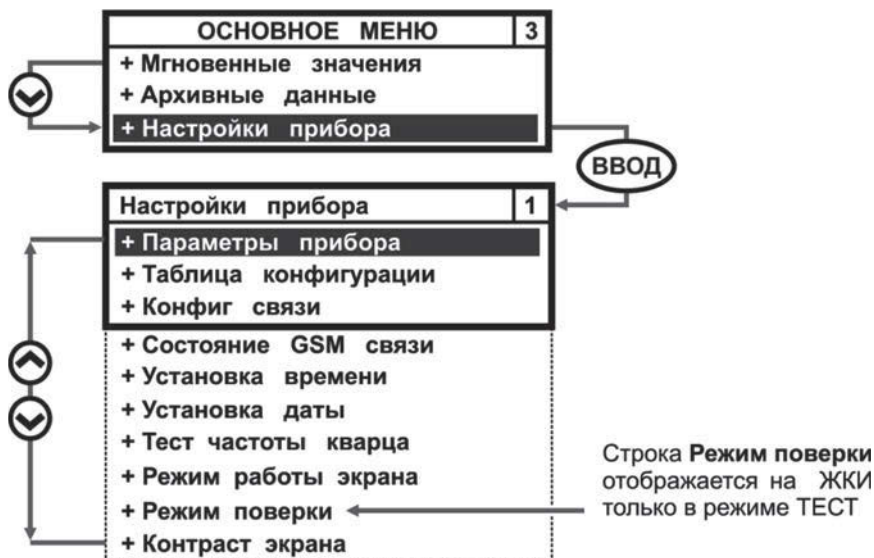 ОСНОВНОЕ МЕНЮ 3
+ Мгновенные значения
+ Архивные данные
+ Настройки прибора
ВВОД
Настройки прибора 1
+ Параметры прибора
+ Таблица конфигурации
+ Конфиг связи
+ Состояние GSM связи
+ Установка времени
+ Установка даты
+ Тест частоты кварца
+ Режим работы экрана
+ Режим поверки
+ Контраст экрана
Строка Режим поверки
отображается на ЖКИ
только в режиме ТЕСТ